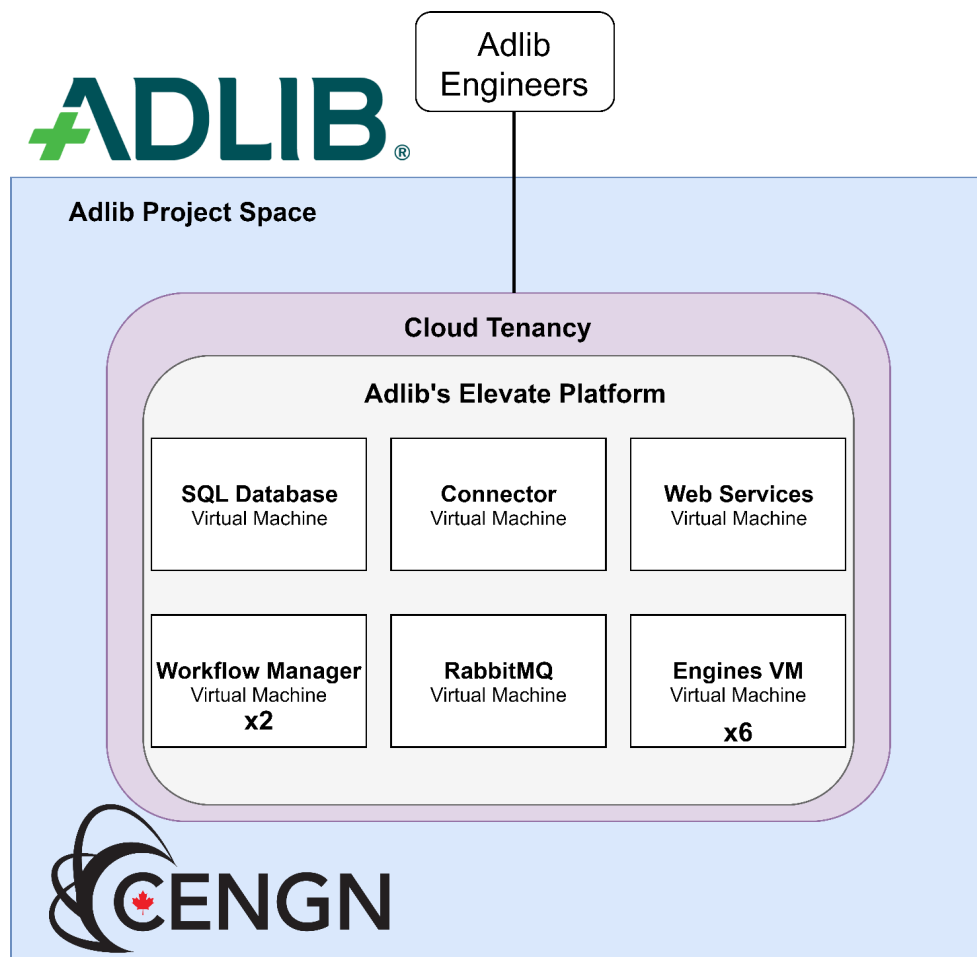 Adlib
Engineers
ADLIB®
Adlib Project Space
Cloud Tenancy
Adlib's Elevate Platform
SQL Database
Virtual Machine
Connector
Virtual Machine
Web Services
Virtual Machine
Workflow Manager
Virtual Machine
x2
RabbitMQ
Virtual Machine
Engines VM
Virtual Machine
x6
CENGN